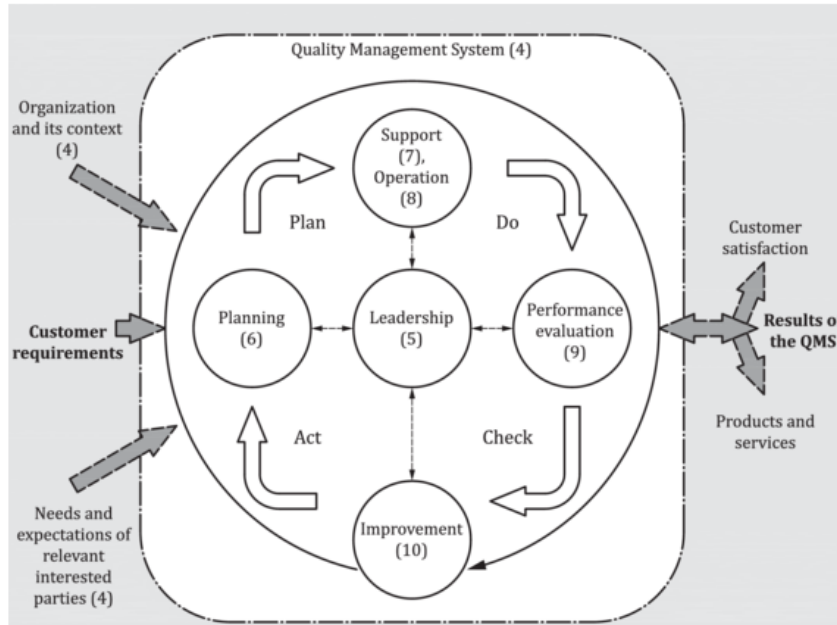 Quality Management System (4)
Organization
and its context
(4)
Support
(7),
Operation
(8)
Plan
Do
Customer
satisfaction
Planning
(6)
Leadership
(5)
Performance
evaluation
(9)
Customer
requirements
Results o
the QMS
Act
Check
Products and
services
Improvement
(10)
Needs and
expectations of
relevant
interested
parties (4)